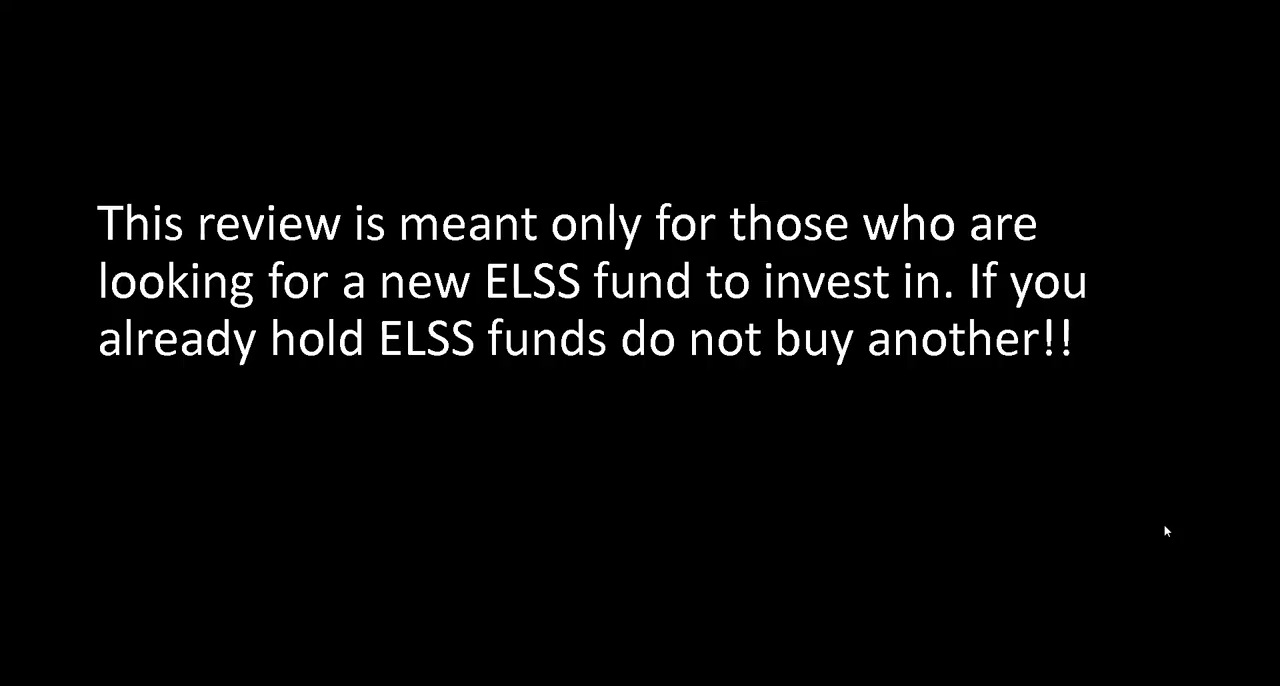 This review is meant only for those who are
looking for a new ELSS fund to invest in. If you
already hold ELSS funds do not buy another!!